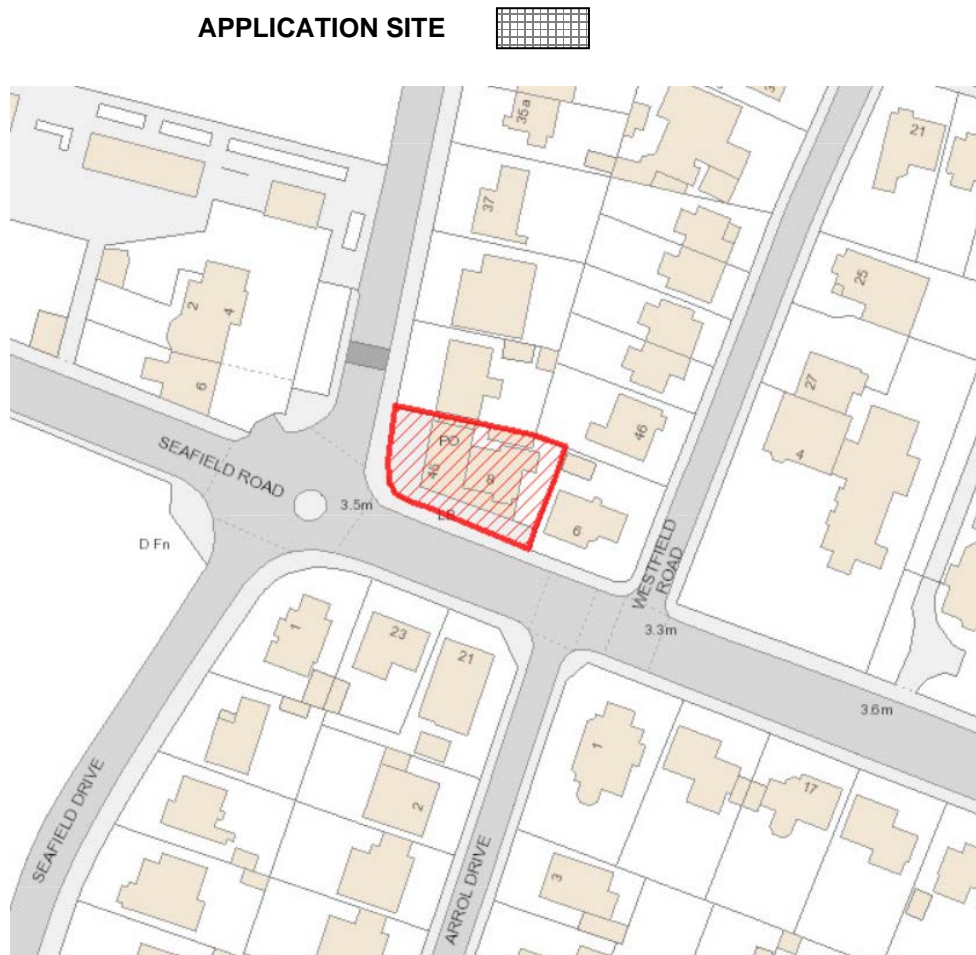 APPLICATION SITE
35a
21
37
25
2
4
6
27
46
4
PO
46
8
LB
6
SEAFIELD ROAD
3.5m
D Fn
WESTFIELD
ROAD
3.3m
1
23
21
3.6m
1
17
2
SEAFIELD DRIVE
ARROL DRIVE
3